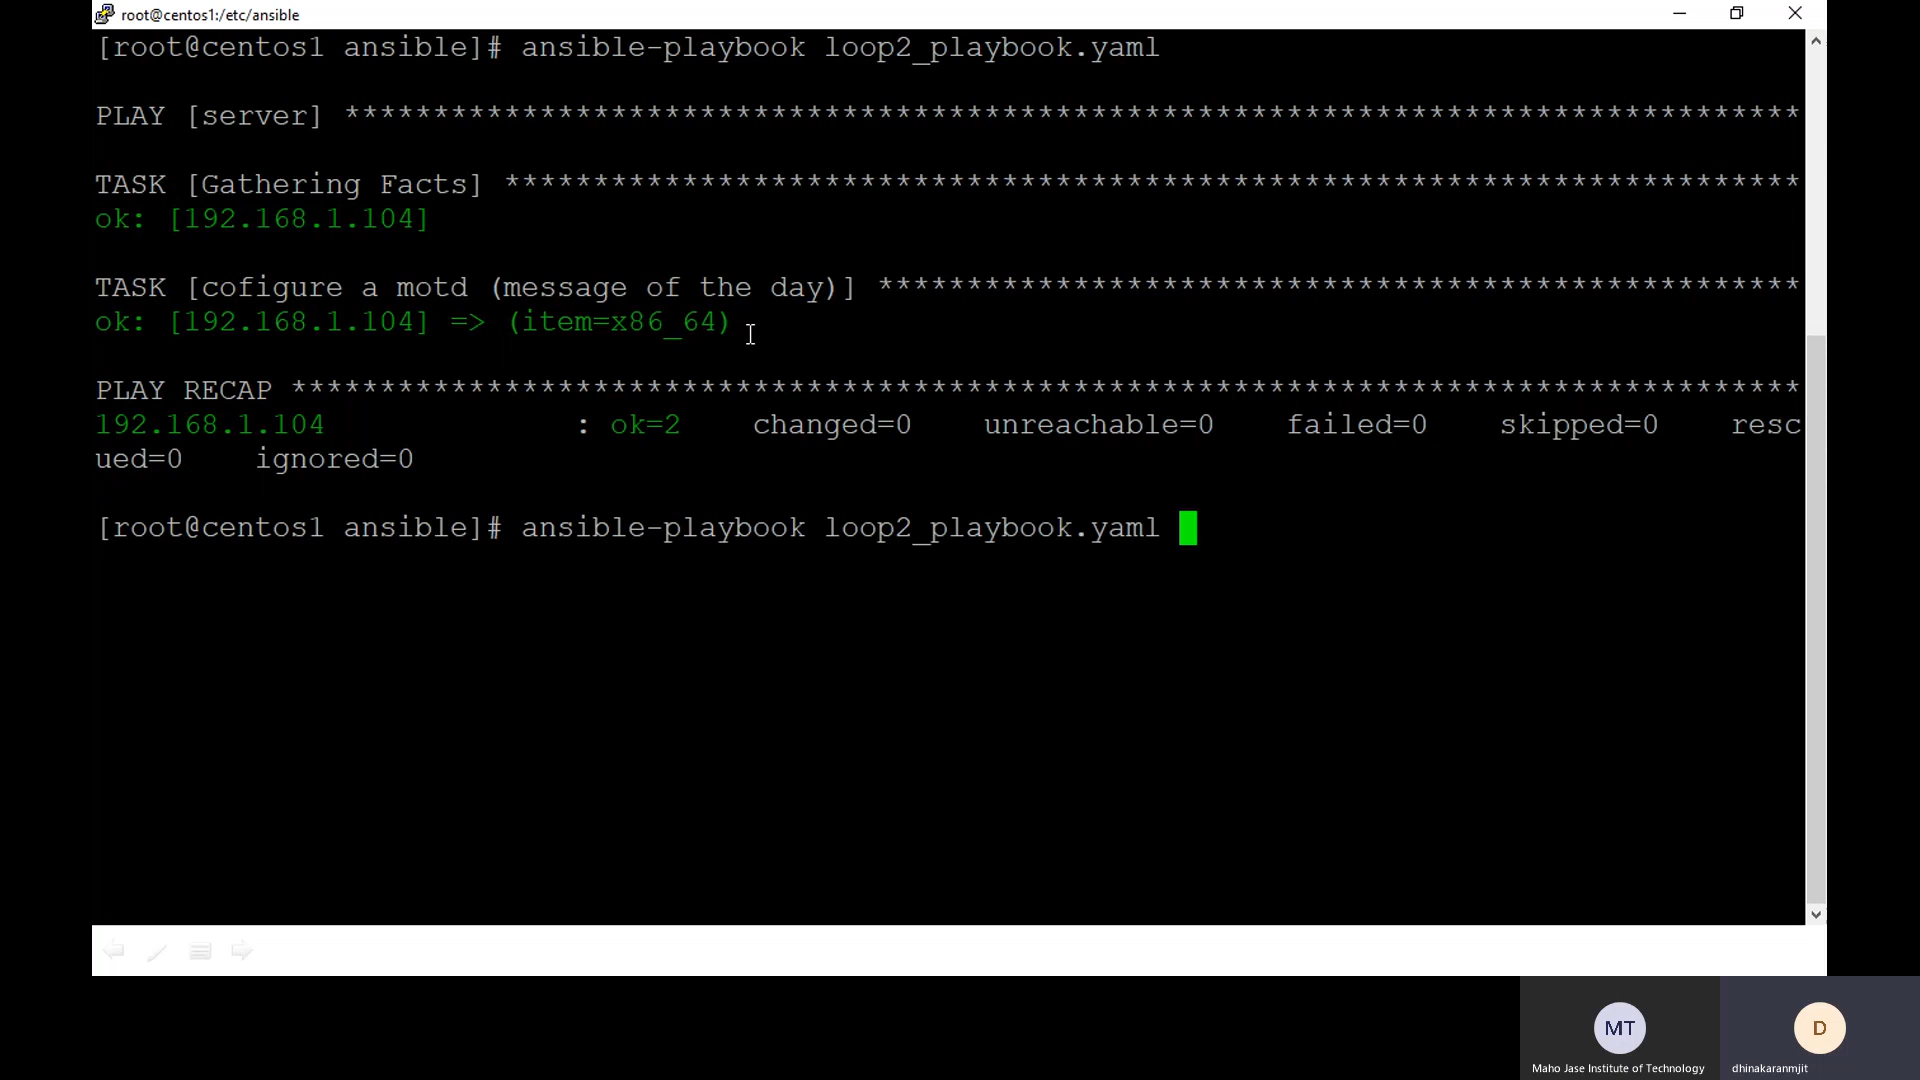 root@centos1:/etc/ansible
[root@centos1 ansible]# ansible-playbook loop2_playbook.yaml
PLAY [server] **********************************************************************************
TASK [Gathering Facts] *************************************************************************
ok: [192.168.1.104]
TASK [cofigure a motd (message of the day)] ****************************************************
ok: [192.168.1.104] => (item=x86_64)
PLAY RECAP *************************************************************************************
192.168.1.104 : ok=2 changed=0 unreachable=0 failed=0 skipped=0 resc
ued=0 ignored=0
[root@centos1 ansible]# ansible-playbook loop2_playbook.yaml
MT
D
Maho Jase Institute of Technology
dhinakaranmjit